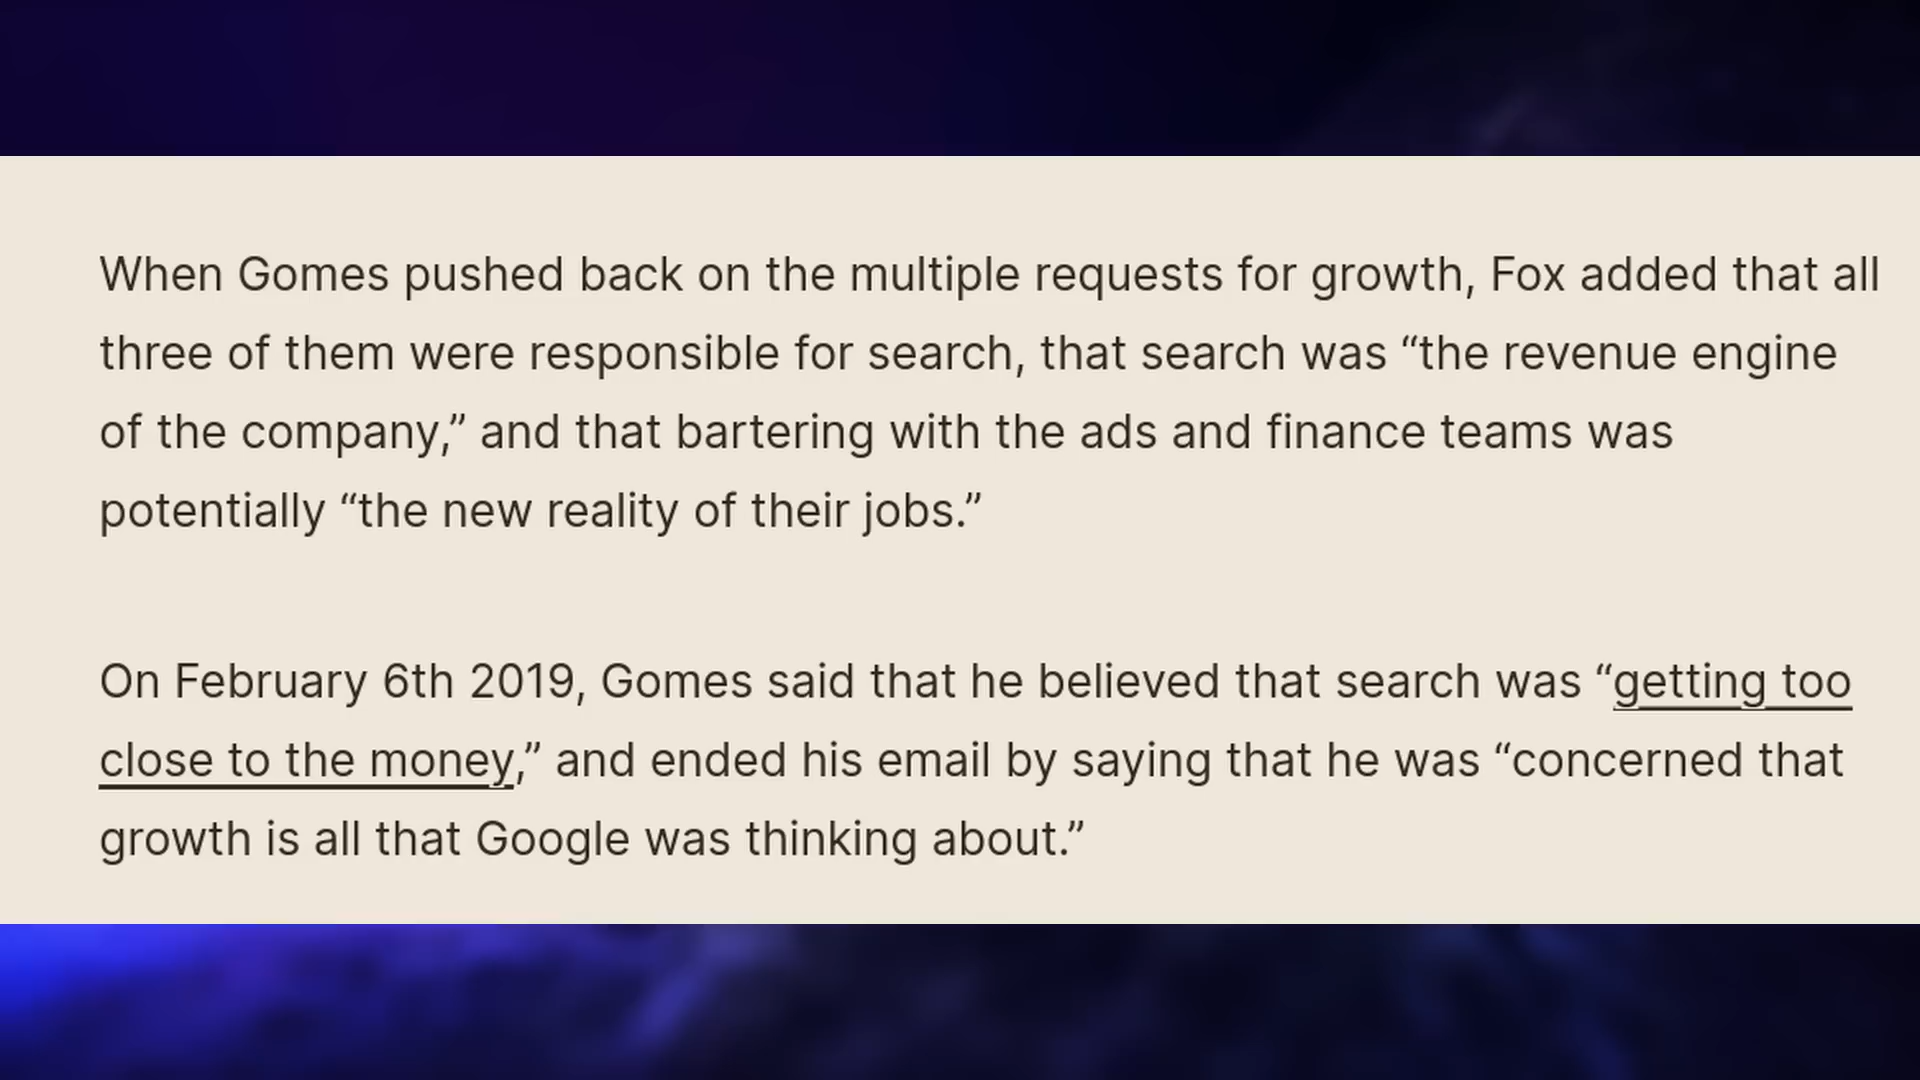 When Gomes pushed back on the multiple requests for growth, Fox added that all
three of them were responsible for search, that search was “the revenue engine
of the company,” and that bartering with the ads and finance teams was
potentially “the new reality of their jobs.”
On February 6th 2019, Gomes said that he believed that search was “getting too
close to the money,” and ended his email by saying that he was “concerned that
growth is all that Google was thinking about.”